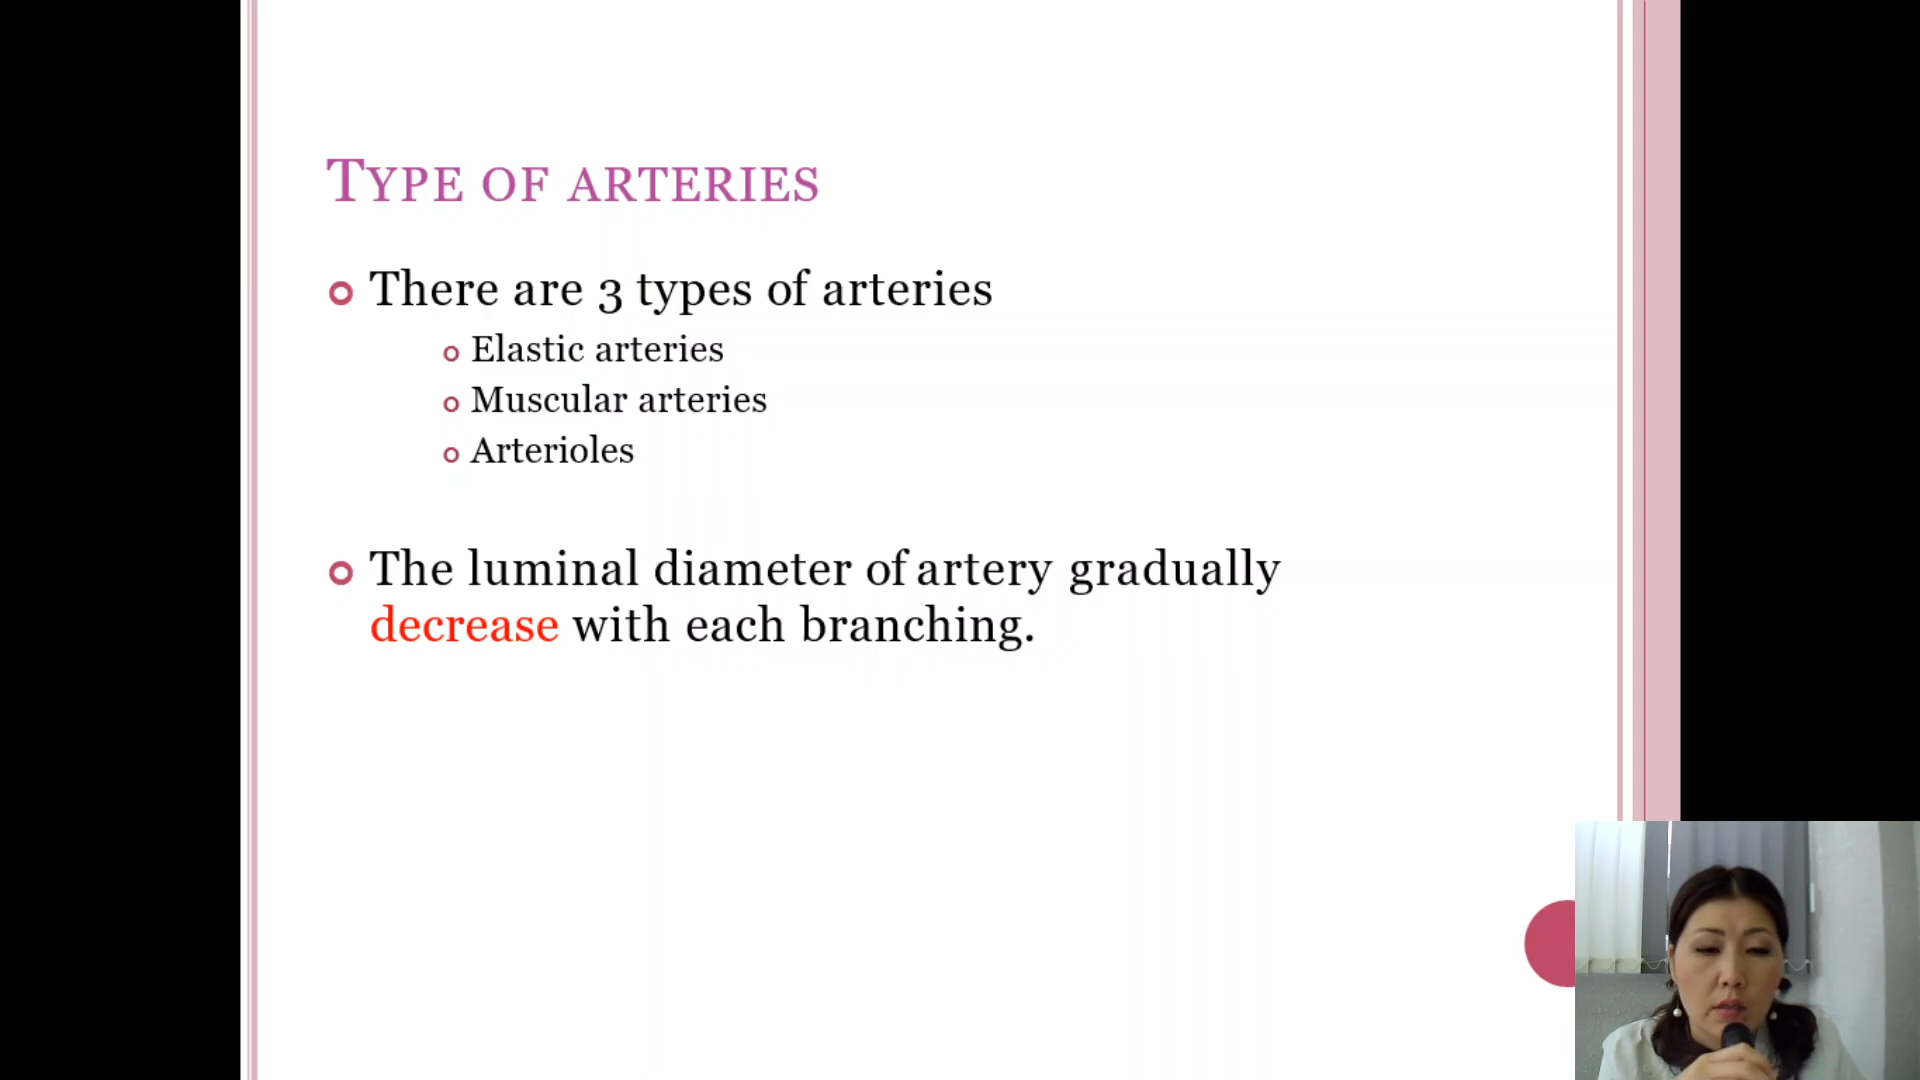 TYPE OF ARTERIES
There are 3 types of arteries
Elastic arteries
Muscular arteries
Arterioles
The luminal diameter of artery gradually
decrease with each branching.